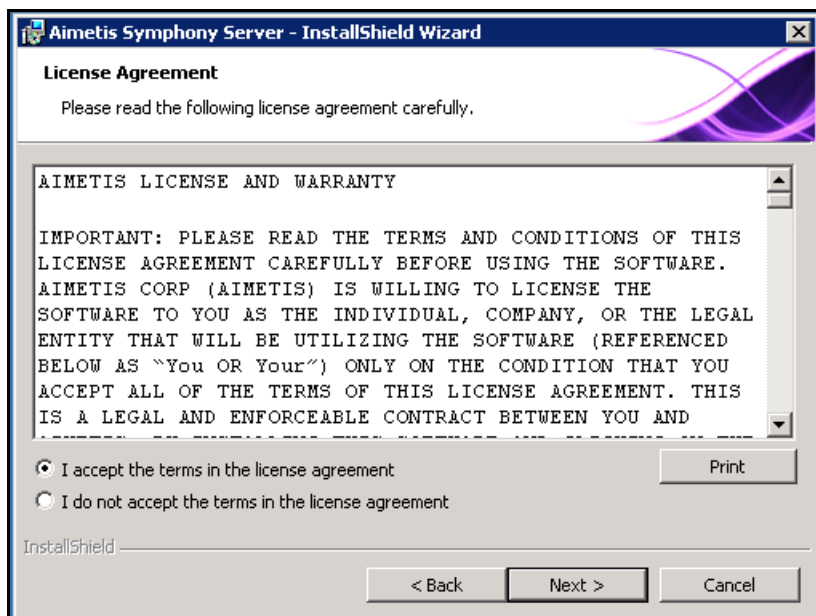 Aimetis Symphony Server - InstallShield Wizard
License Agreement
Please read the following license agreement carefully.
AIMETIS LICENSE AND WARRANTY
IMPORTANT: PLEASE READ THE TERMS AND CONDITIONS OF THIS
LICENSE AGREEMENT CAREFULLY BEFORE USING THE SOFTWARE.
AIMETIS CORP (AIMETIS) IS WILLING TO LICENSE THE
SOFTWARE TO YOU AS THE INDIVIDUAL, COMPANY, OR THE LEGAL
ENTITY THAT WILL BE UTILIZING THE SOFTWARE (REFERENCED
BELOW AS "You OR Your") ONLY ON THE CONDITION THAT YOU
ACCEPT ALL OF THE TERMS OF THIS LICENSE AGREEMENT. THIS
IS A LEGAL AND ENFORCEABLE CONTRACT BETWEEN YOU AND
I accept the terms in the license agreement
Print
I do not accept the terms in the license agreement
InstallShield
< Back
Next >
Cancel